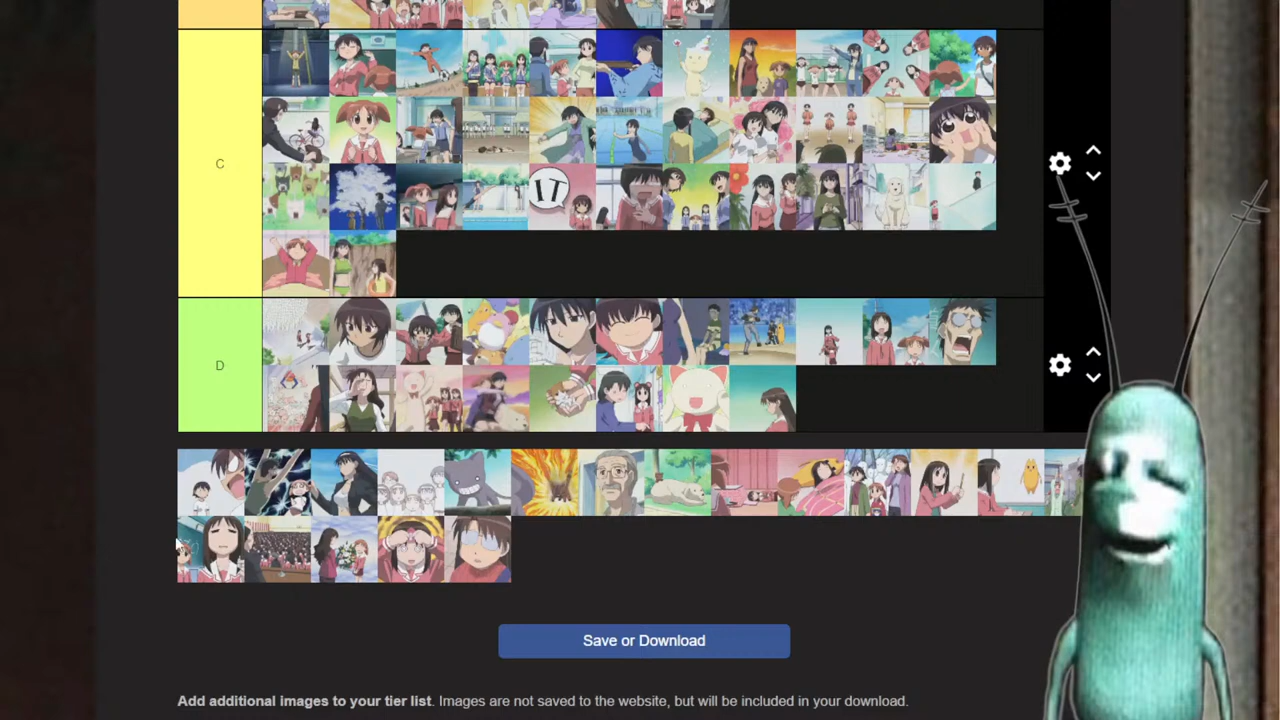 C
!?
D
Save or Download
Add additional images to your tier list. Images are not saved to the website, but will be included in your download.